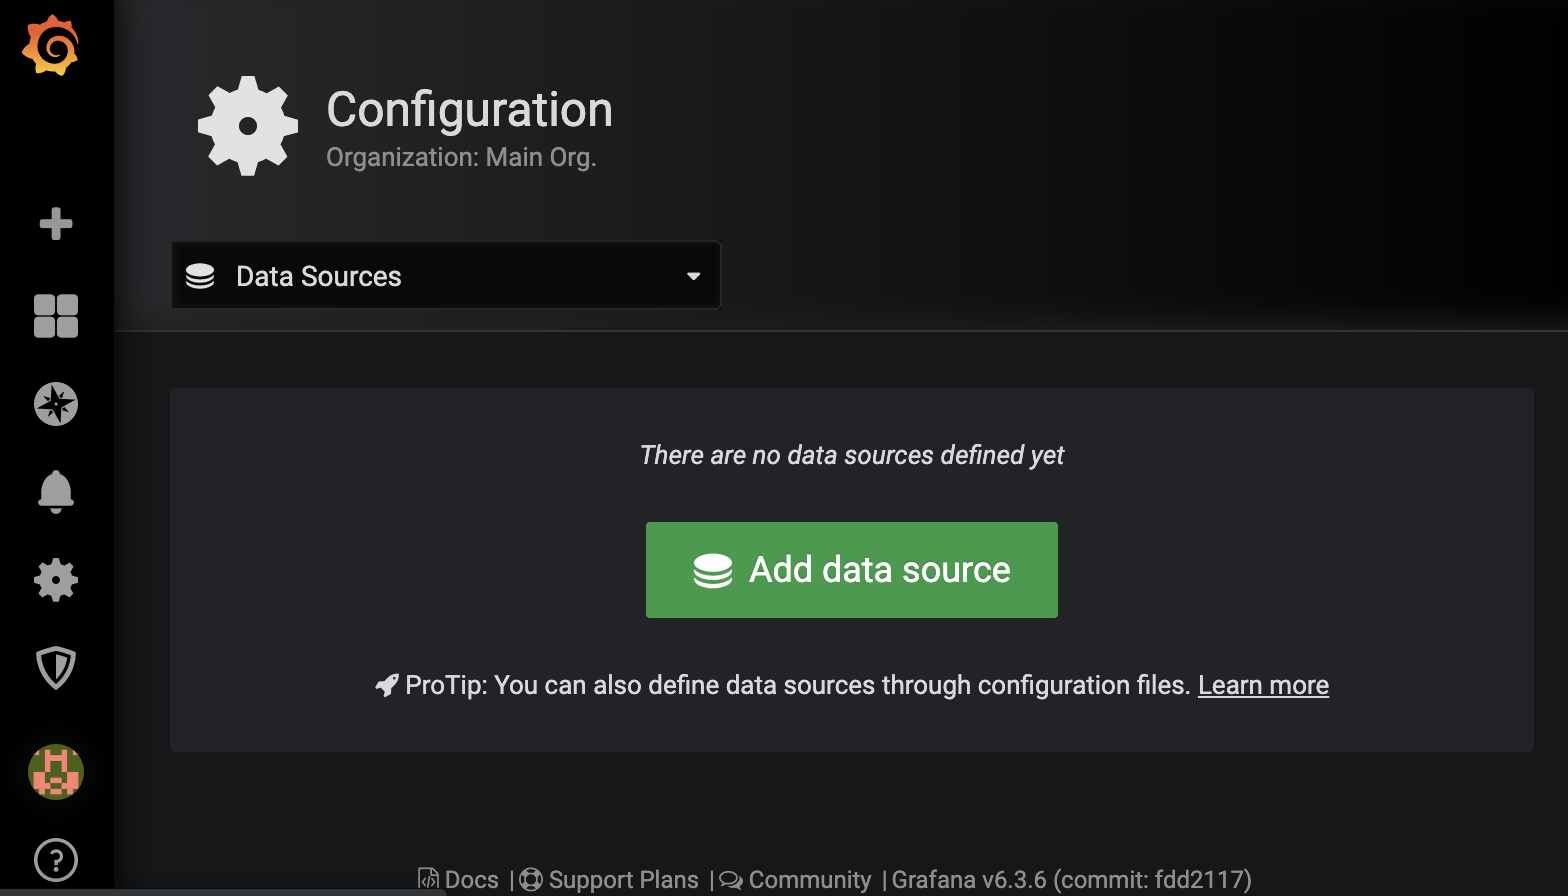 Configuration
Organization: Main Org.
Data Sources
There are no data sources defined yet
Add data source
ProTip: You can also define data sources through configuration files. Learn more
Docs | Support Plans | Community | Grafana v6.3.6 (commit: fdd2117)